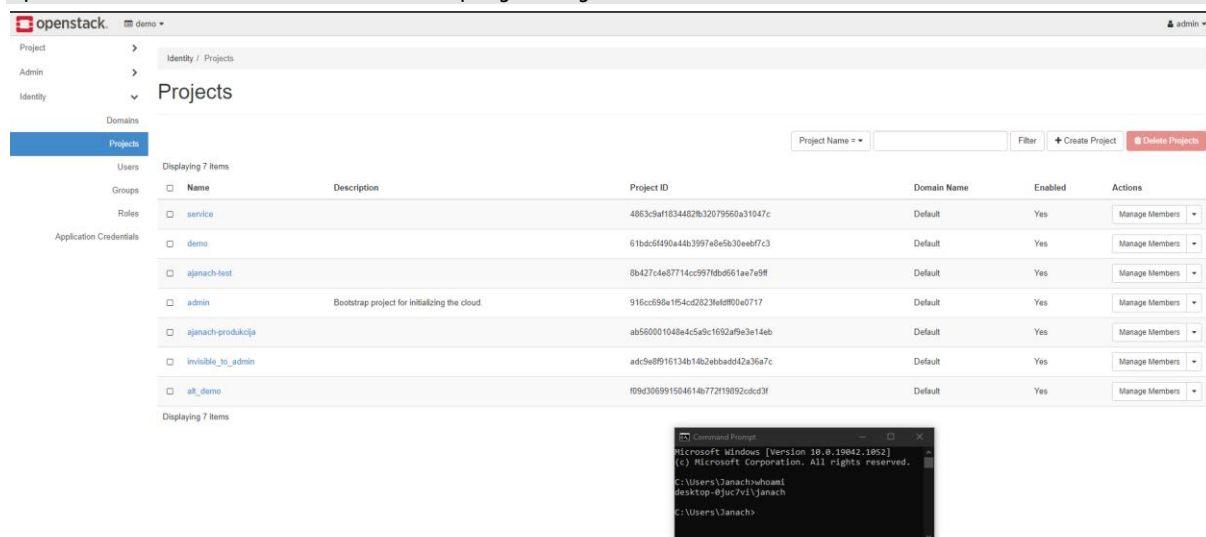 openstack. demo admin
Project
Admin
Identity
Domains
Projects
Users
Groups
Roles
Application Credentials
Identity / Projects
Projects
Project Name = Filter + Create Project Delete Projects
Displaying 7 items
Name Description Project ID Domain Name Enabled Actions
service 4863c9af1834482fb32079560a31047c Default Yes Manage Members
demo 61bdc6f490a44b3997e8e5b30eebf7c3 Default Yes Manage Members
ajanach-test 8b427c4e87714cc997fdbd661ae7e9ff Default Yes Manage Members
admin Bootstrap project for initializing the cloud. 916cc698e1f54cd2823fefdff00e0717 Default Yes Manage Members
ajanach-produkcija ab560001048e4c5a9c1692af9e3e14eb Default Yes Manage Members
invisible_to_admin adc9e8f916134b14b2ebbadd42a36a7c Default Yes Manage Members
alt_demo f09d306991504614b772f19892cdcd3f Default Yes Manage Members
Displaying 7 items
Command Prompt
Microsoft Windows [Version 10.0.19042.1052]
(c) Microsoft Corporation. All rights reserved.
C:\Users\Janach>whoami
desktop-0juc7vi\janach
C:\Users\Janach>